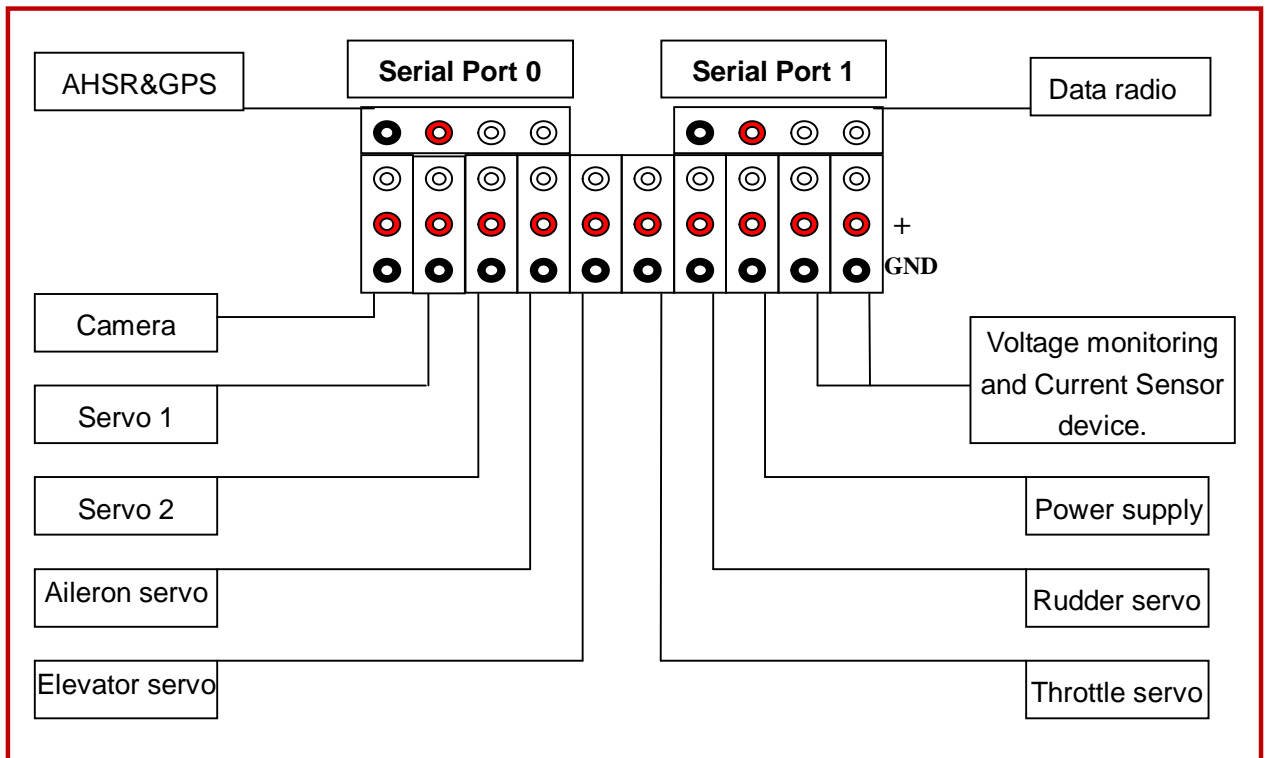 AHSR&GPS
Serial Port 0
Serial Port 1
Data radio
+
GND
Camera
Voltage monitoring
and Current Sensor
device.
Servo 1
Servo 2
Power supply
Aileron servo
Rudder servo
Elevator servo
Throttle servo